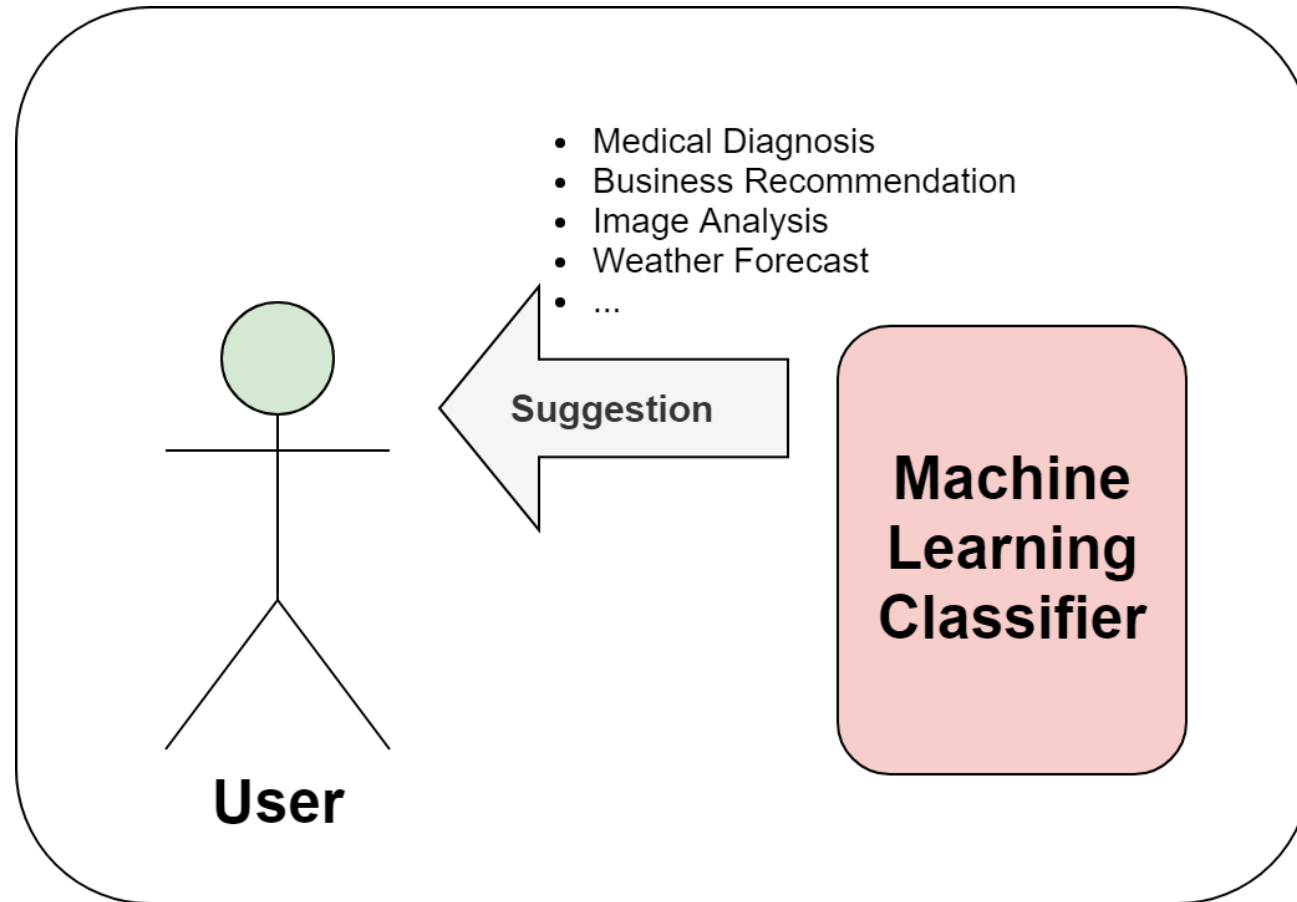 • Medical Diagnosis
• Business Recommendation
• Image Analysis
• Weather Forecast
• ...
Suggestion
Machine
Learning
Classifier
User